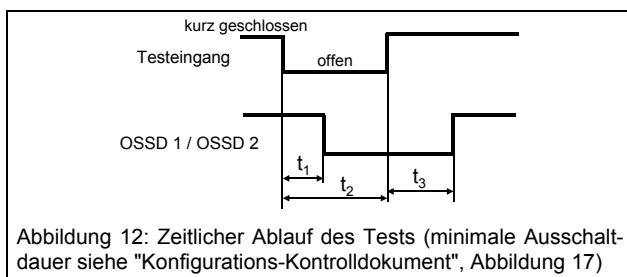 kurz geschlossen
Testeingang
offen
OSSD 1 / OSSD 2
t₁
t₂
t₃
Abbildung 12: Zeitlicher Ablauf des Tests (minimale Ausschalt-
dauer siehe "Konfigurations-Kontrolldokument", Abbildung 17)